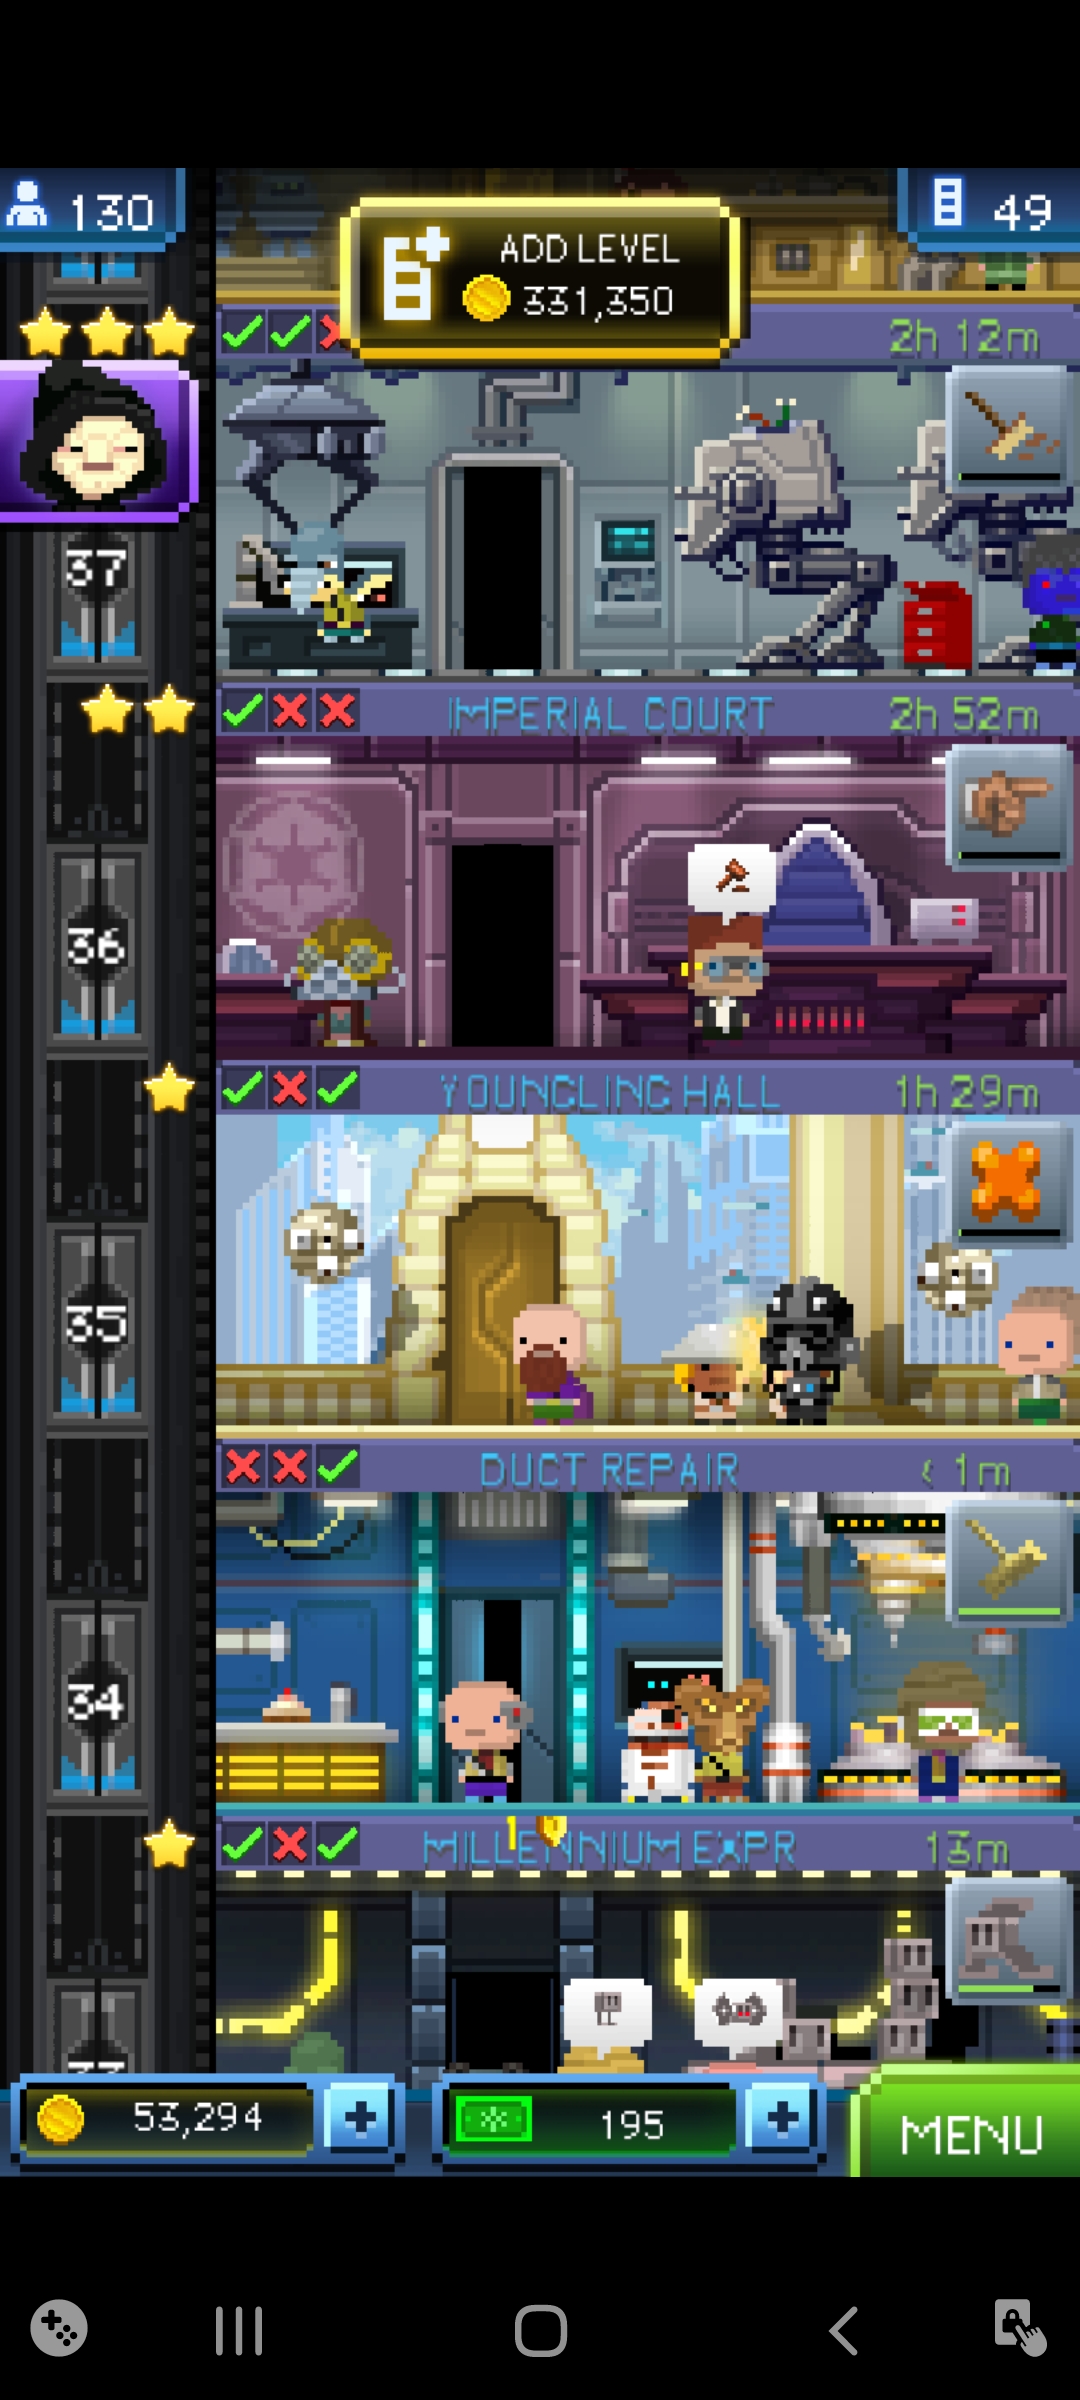 130
ADD LEVEL
331,350
49
2h 12m
37
IMPERIAL COURT
2h 52m
36
YOUNGLING HALL
1h 29m
35
DUCT REPAIR
< 1m
34
1
MILLENNIUM EXPR
13m
53,294
195
MENU